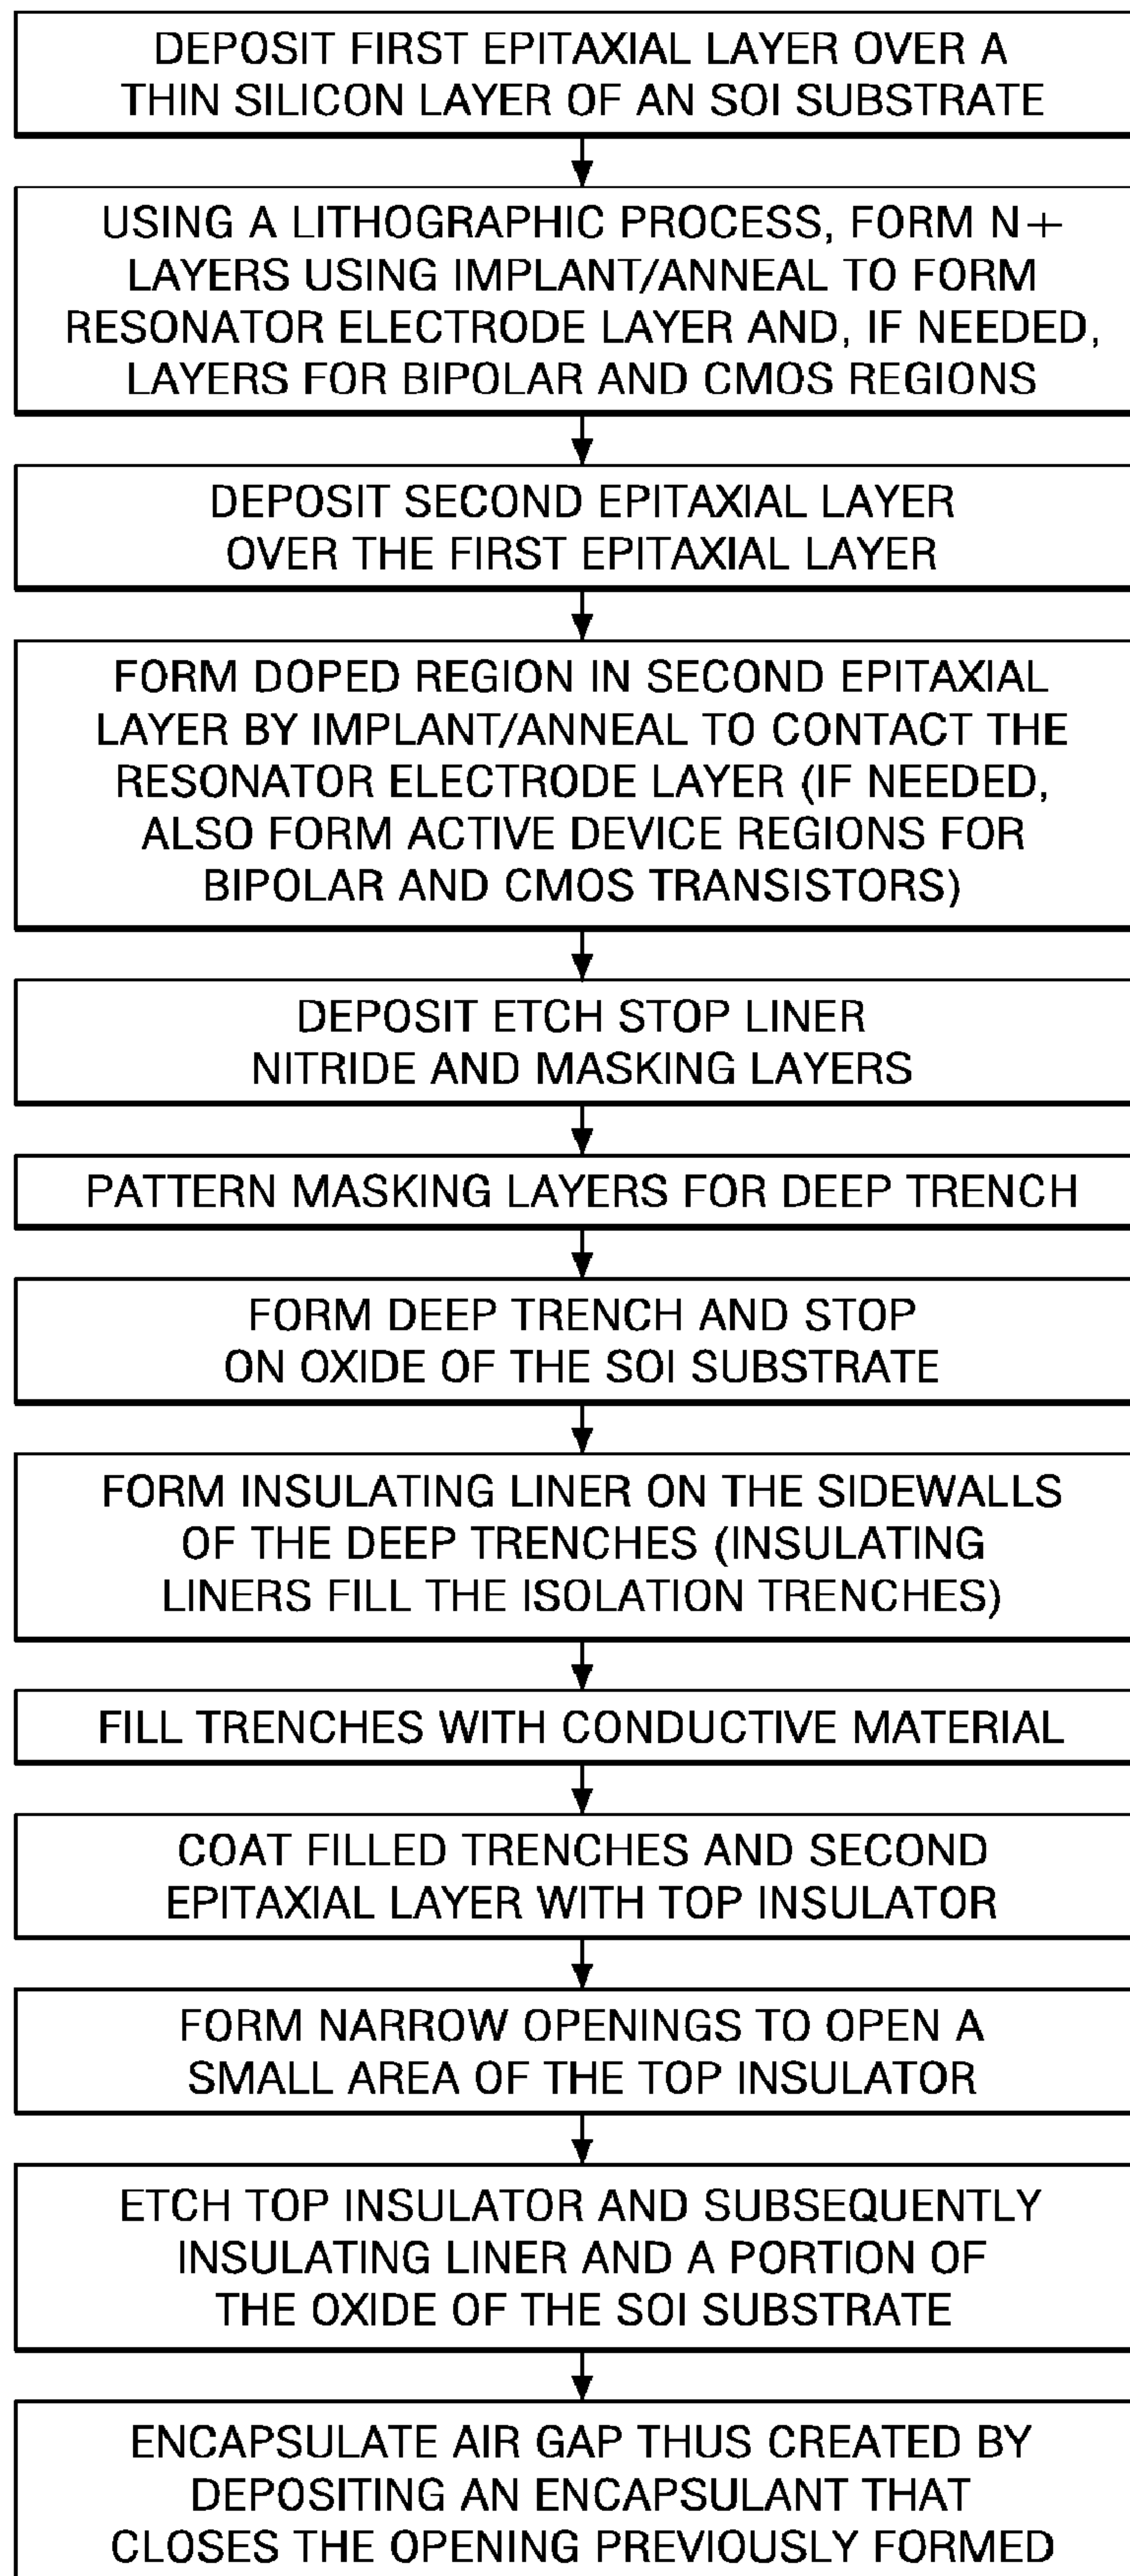 DEPOSIT FIRST EPITAXIAL LAYER OVER A
THIN SILICON LAYER OF AN SOI SUBSTRATE
USING A LITHOGRAPHIC PROCESS, FORM N+
LAYERS USING IMPLANT/ANNEAL TO FORM
RESONATOR ELECTRODE LAYER AND, IF NEEDED,
LAYERS FOR BIPOLAR AND CMOS REGIONS
DEPOSIT SECOND EPITAXIAL LAYER
OVER THE FIRST EPITAXIAL LAYER
FORM DOPED REGION IN SECOND EPITAXIAL
LAYER BY IMPLANT/ANNEAL TO CONTACT THE
RESONATOR ELECTRODE LAYER (IF NEEDED,
ALSO FORM ACTIVE DEVICE REGIONS FOR
BIPOLAR AND CMOS TRANSISTORS)
DEPOSIT ETCH STOP LINER
NITRIDE AND MASKING LAYERS
PATTERN MASKING LAYERS FOR DEEP TRENCH
FORM DEEP TRENCH AND STOP
ON OXIDE OF THE SOI SUBSTRATE
FORM INSULATING LINER ON THE SIDEWALLS
OF THE DEEP TRENCHES (INSULATING
LINERS FILL THE ISOLATION TRENCHES)
FILL TRENCHES WITH CONDUCTIVE MATERIAL
COAT FILLED TRENCHES AND SECOND
EPITAXIAL LAYER WITH TOP INSULATOR
FORM NARROW OPENINGS TO OPEN A
SMALL AREA OF THE TOP INSULATOR
ETCH TOP INSULATOR AND SUBSEQUENTLY
INSULATING LINER AND A PORTION OF
THE OXIDE OF THE SOI SUBSTRATE
ENCAPSULATE AIR GAP THUS CREATED BY
DEPOSITING AN ENCAPSULANT THAT
CLOSES THE OPENING PREVIOUSLY FORMED